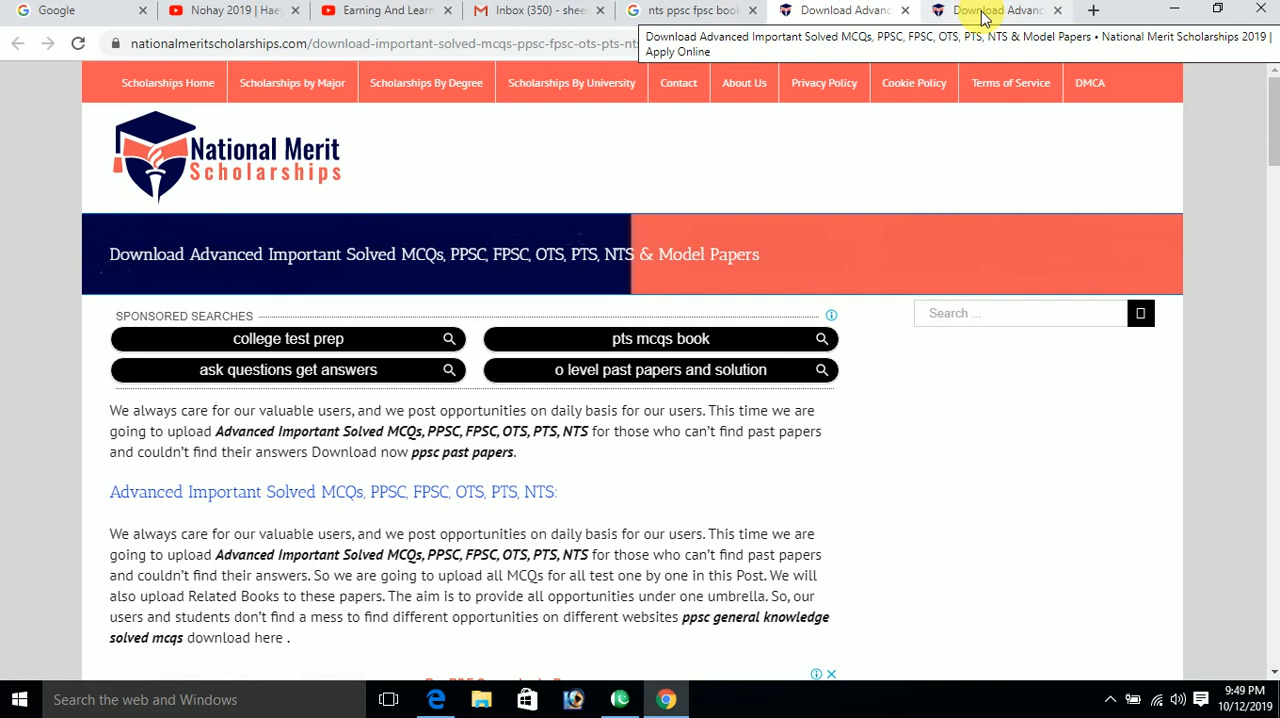 Google
Nohay 2019 | Hae
Earning And Lear
Inbox (350) - shee
nts ppsc fpsc book
Download Advanc
Download Advanc
nationalmeritscholarships.com/download-important-solved-mcqs-ppsc-fpsc-ots-pts-nts
Download Advanced Important Solved MCQs, PPSC, FPSC, OTS, PTS, NTS & Model Papers • National Merit Scholarships 2019 |
Apply Online
Scholarships Home
Scholarships by Major
Scholarships By Degree
Scholarships By University
Contact
About Us
Privacy Policy
Cookie Policy
Terms of Service
DMCA
National Merit
Scholarships
Download Advanced Important Solved MCQs, PPSC, FPSC, OTS, PTS, NTS & Model Papers
SPONSORED SEARCHES
college test prep
pts mcqs book
ask questions get answers
o level past papers and solution
Search ...
We always care for our valuable users, and we post opportunities on daily basis for our users. This time we are
going to upload Advanced Important Solved MCQs, PPSC, FPSC, OTS, PTS, NTS for those who can't find past papers
and couldn't find their answers Download now ppsc past papers.
Advanced Important Solved MCQs, PPSC, FPSC, OTS, PTS, NTS:
We always care for our valuable users, and we post opportunities on daily basis for our users. This time we are
going to upload Advanced Important Solved MCQs, PPSC, FPSC, OTS, PTS, NTS for those who can't find past papers
and couldn't find their answers. So we are going to upload all MCQs for all test one by one in this Post. We will
also upload Related Books to these papers. The aim is to provide all opportunities under one umbrella. So, our
users and students don't find a mess to find different opportunities on different websites ppsc general knowledge
solved mcqs download here .
Search the web and Windows
9:49 PM
10/12/2019